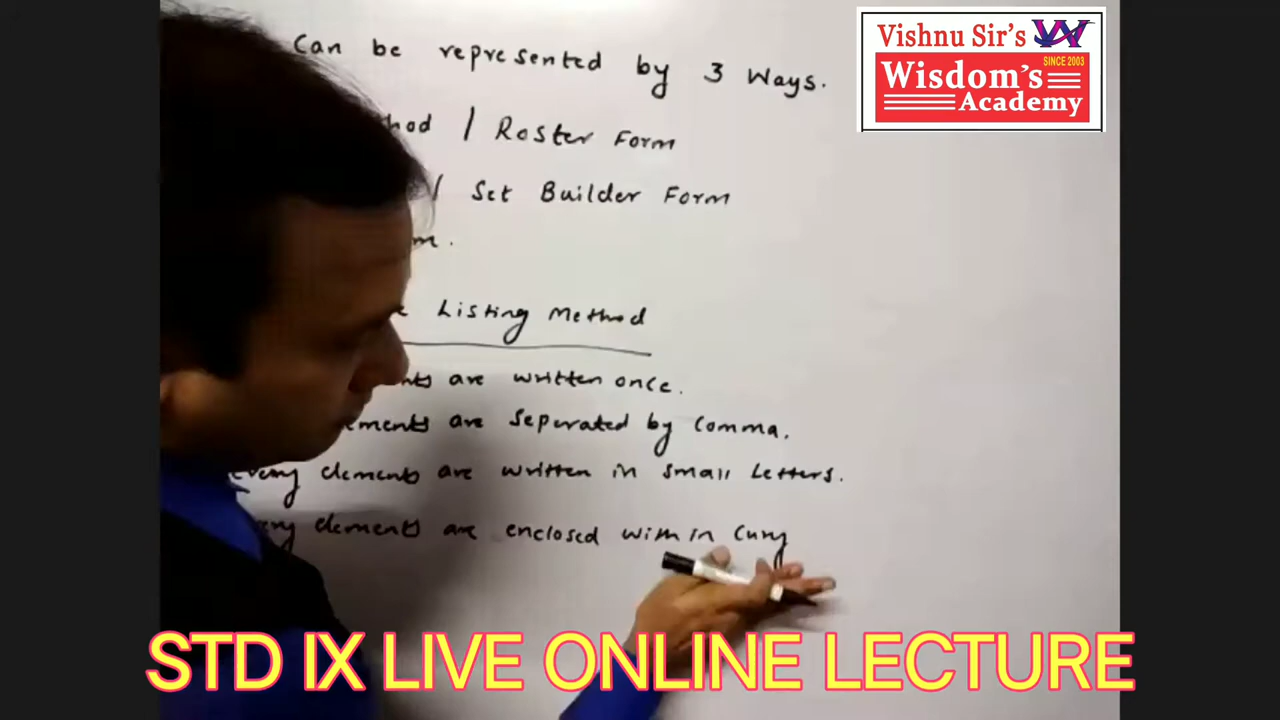 Can be represented by 3 Ways.
/ Roster Form
/ Set Builder Form
Listing Method
are written once.
are Seperated by Comma.
Every elements are written in Small Letters.
elements are enclosed within Curly
Vishnu Sir's
SINCE 2003
Wisdom's
Academy
STD IX LIVE ONLINE LECTURE